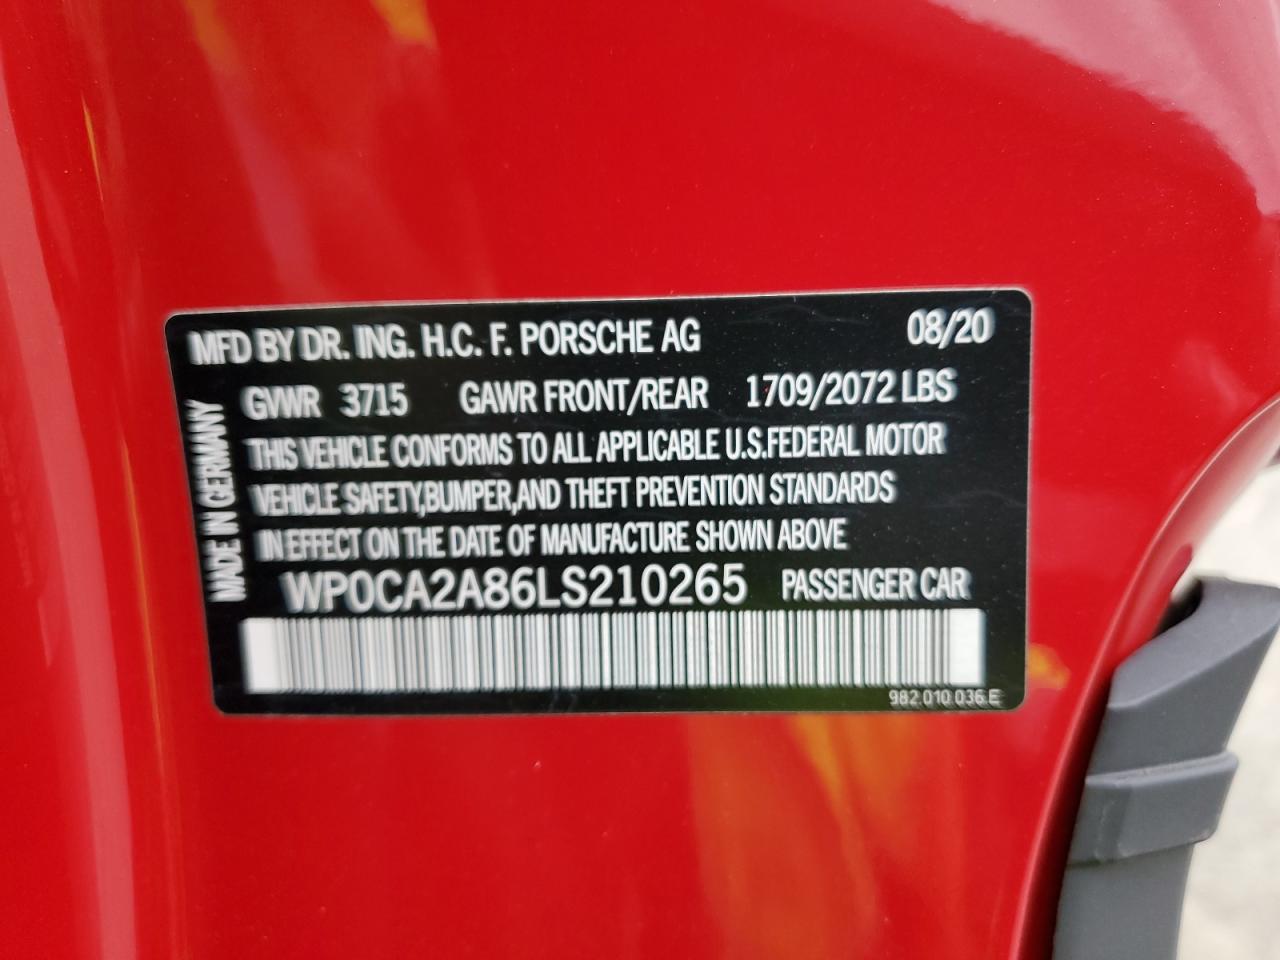 MFD BY DR. ING. H.C. F. PORSCHE AG 08/20
GVWR 3715 GAWR FRONT/REAR 1709/2072 LBS
THIS VEHICLE CONFORMS TO ALL APPLICABLE U.S.FEDERAL MOTOR
VEHICLE SAFETY,BUMPER,AND THEFT PREVENTION STANDARDS
IN EFFECT ON THE DATE OF MANUFACTURE SHOWN ABOVE
MADE IN GERMANY
WP0CA2A86LS210265 PASSENGER CAR
982.010.036.E